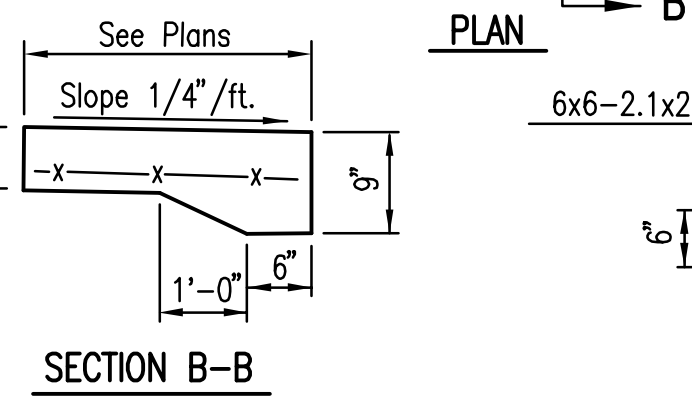 B
PLAN
See Plans
Slope 1/4"/ft.
6x6-2.1x2
x x x
9"
6"
6"
1'-0"
SECTION B-B